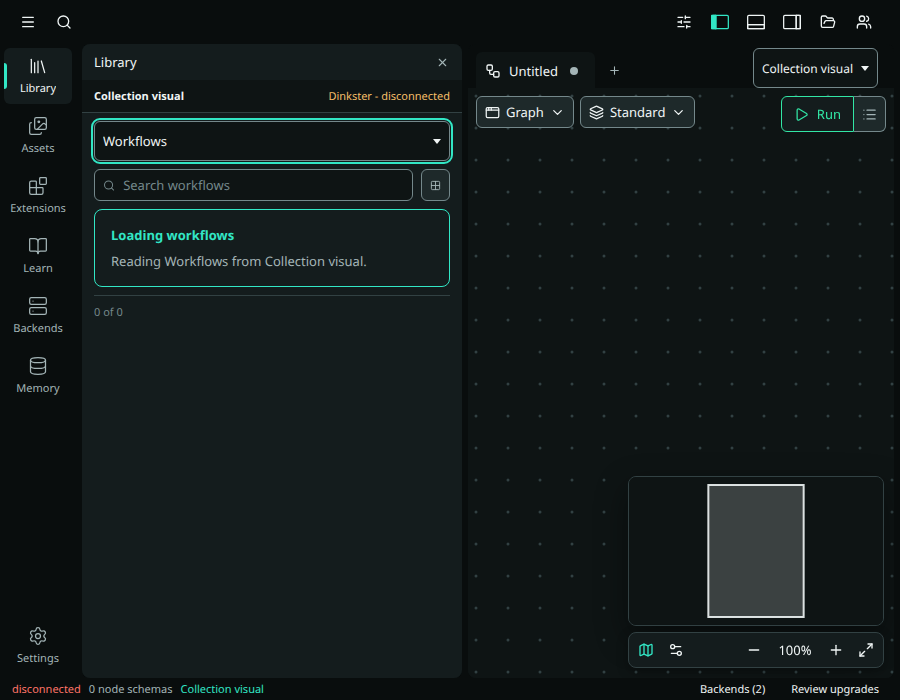 Library
Assets
Extensions
Learn
Backends
Memory
Settings
Library
Collection visual
Dinkster - disconnected
Workflows
Search workflows
Loading workflows
Reading Workflows from Collection visual.
0 of 0
Untitled
Collection visual
Graph
Standard
Run
100%
disconnected
0 node schemas
Collection visual
Backends (2)
Review upgrades